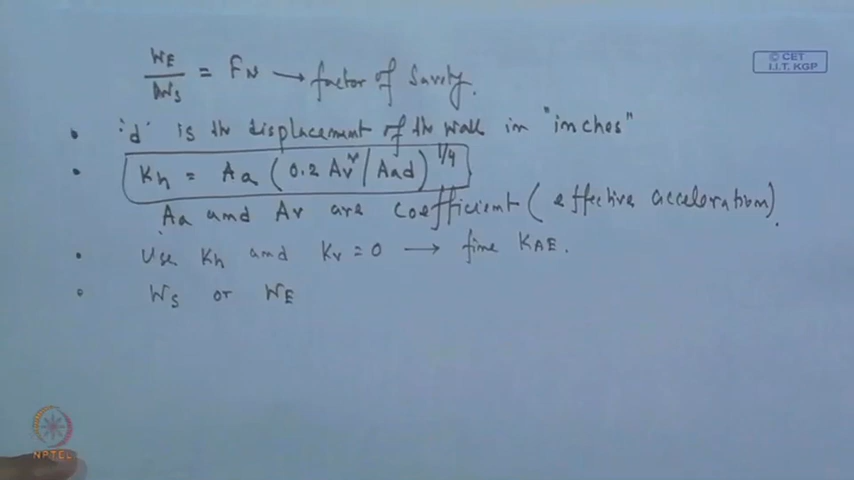 © CET
I.I.T. KGP
WE / WS = FN → factor of Savety.
• 'd' is the displacement of the wall in "inches"
• Kh = Aa (0.2 Av² / Aad)^1/4
Aa and Av are coefficient (effective acceleration).
• Use Kh and Kv = 0 → fine KAE.
• WS or WE
NPTEL